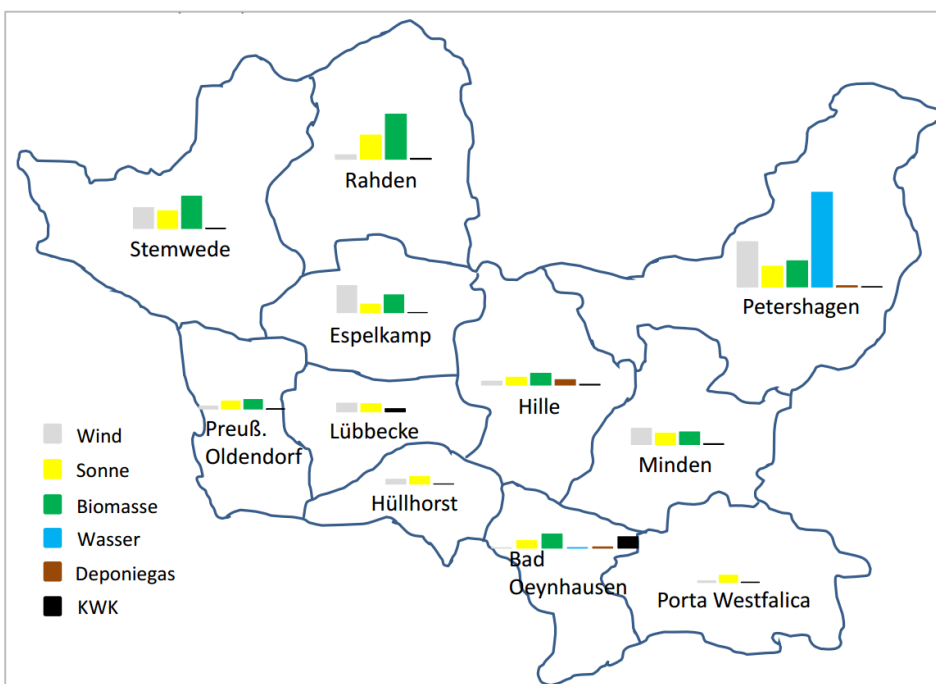 Rahden
Stemwede
Petershagen
Espelkamp
Hille
Preuß.
Oldendorf
Lübbecke
Minden
Hüllhorst
Bad
Oeynhausen
Porta Westfalica
Wind
Sonne
Biomasse
Wasser
Deponiegas
KWK